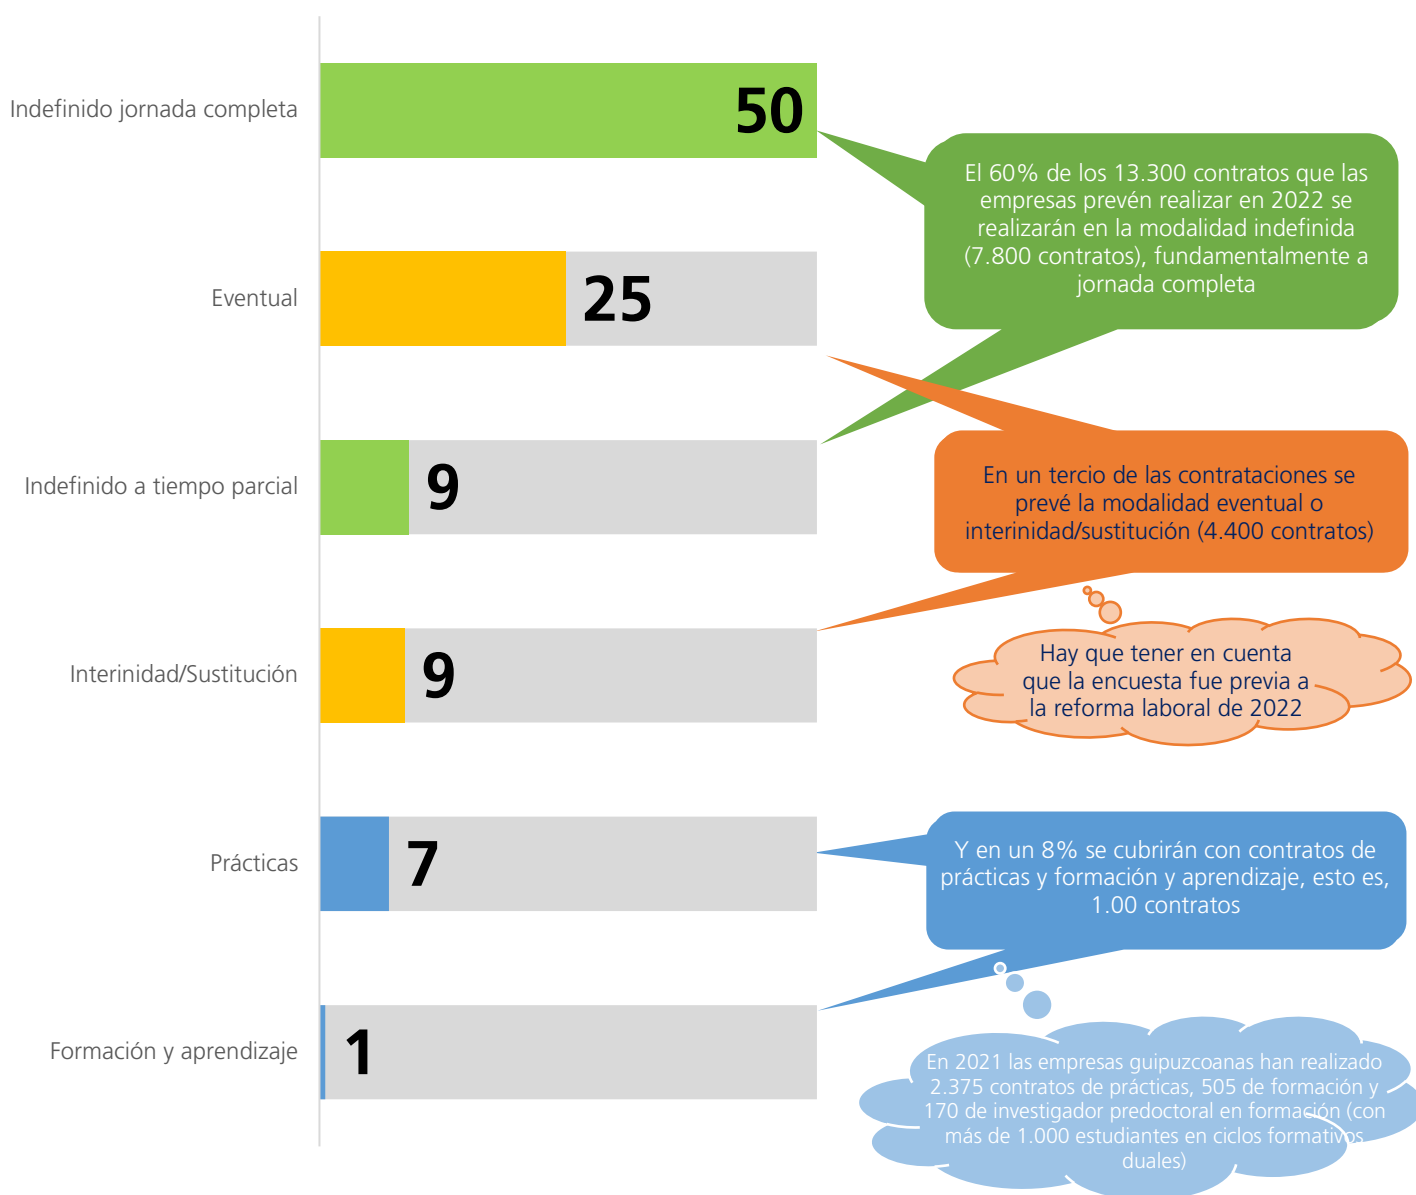 Indefinido jornada completa
50
El 60% de los 13.300 contratos que las
empresas prevén realizar en 2022 se
realizarán en la modalidad indefinida
(7.800 contratos), fundamentalmente a
jornada completa
Eventual
25
Indefinido a tiempo parcial
9
En un tercio de las contrataciones se
prevé la modalidad eventual o
interinidad/sustitución (4.400 contratos)
Interinidad/Sustitución
9
Hay que tener en cuenta
que la encuesta fue previa a
la reforma laboral de 2022
Prácticas
7
Y en un 8% se cubrirán con contratos de
prácticas y formación y aprendizaje, esto es,
1.00 contratos
Formación y aprendizaje
1
En 2021 las empresas guipuzcoanas han realizado
2.375 contratos de prácticas, 505 de formación y
170 de investigador predoctoral en formación (con
más de 1.000 estudiantes en ciclos formativos
duales)